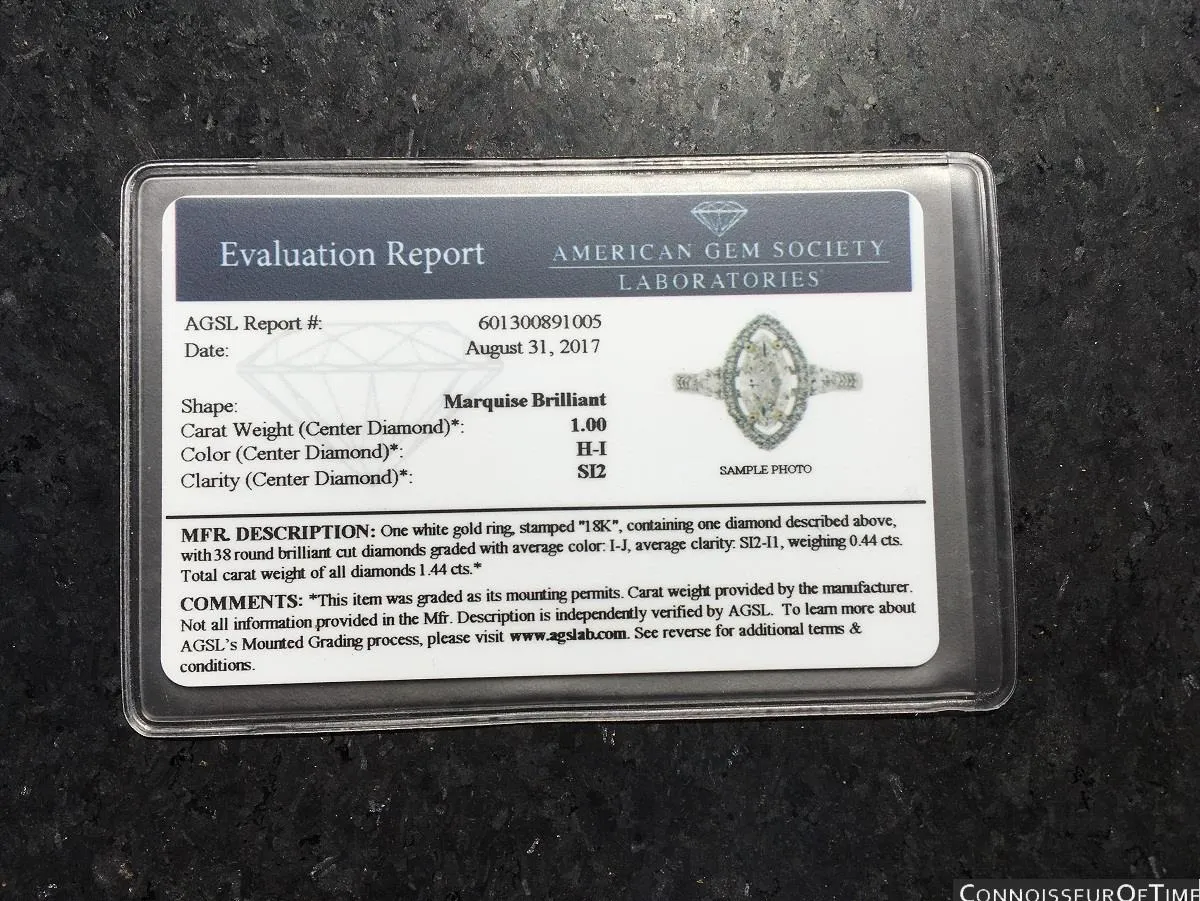 Evaluation Report
AMERICAN GEM SOCIETY
LABORATORIES
AGSL Report #: 601300891005
Date: August 31, 2017
Shape: Marquise Brilliant
Carat Weight (Center Diamond)*: 1.00
Color (Center Diamond)*: H-I
Clarity (Center Diamond)*: SI2
SAMPLE PHOTO
MFR. DESCRIPTION: One white gold ring, stamped "18K", containing one diamond described above,
with 38 round brilliant cut diamonds graded with average color: I-J, average clarity: SI2-I1, weighing 0.44 cts.
Total carat weight of all diamonds 1.44 cts.*
COMMENTS: *This item was graded as its mounting permits. Carat weight provided by the manufacturer.
Not all information provided in the Mfr. Description is independently verified by AGSL. To learn more about
AGSL's Mounted Grading process, please visit www.agslab.com. See reverse for additional terms &
conditions.
CONNOISSEUROFTIME